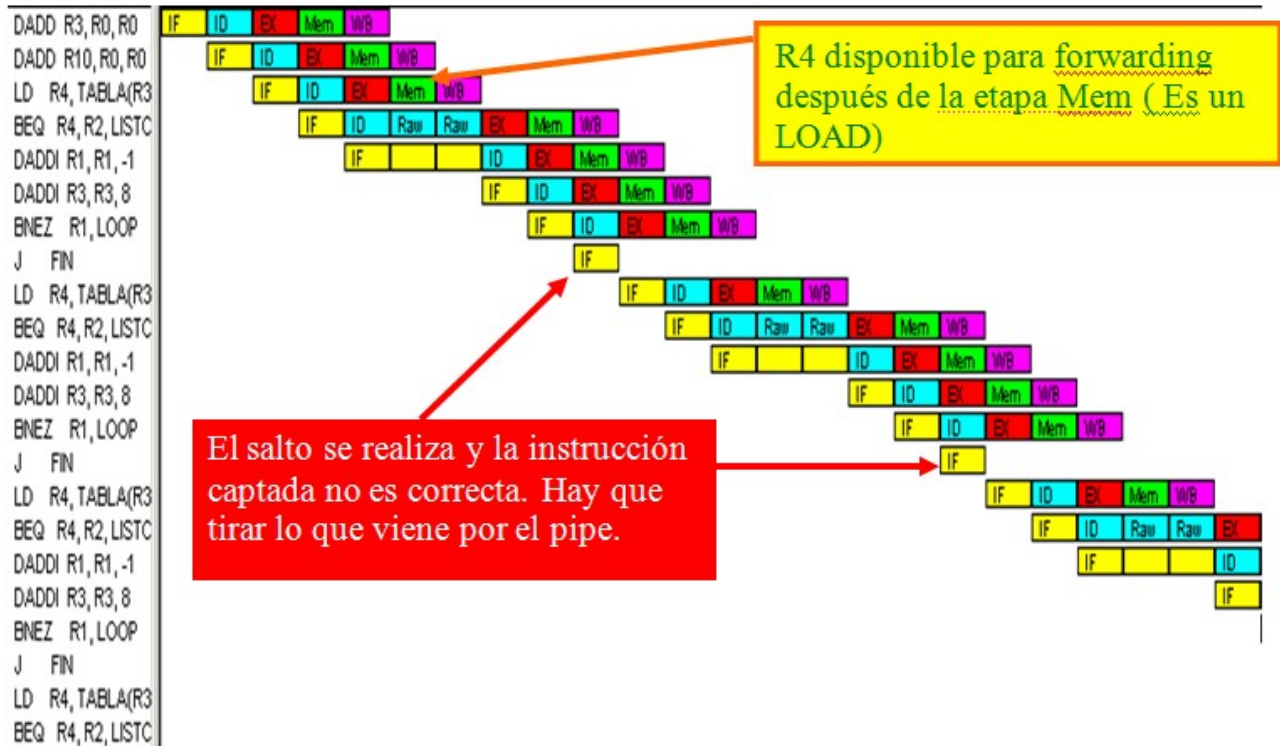 DADD R3, R0, R0 IF ID EX Mem WB
DADD R10, R0, R0 IF ID EX Mem WB
LD R4, TABLA(R3 IF ID EX Mem WB
BEQ R4, R2, LISTC IF ID Raw Raw EX Mem WB
DADDI R1, R1, -1 IF ID EX Mem WB
DADDI R3, R3, 8 IF ID EX Mem WB
BNEZ R1, LOOP IF ID EX Mem WB
J FIN IF
LD R4, TABLA(R3 IF ID EX Mem WB
BEQ R4, R2, LISTC IF ID Raw Raw EX Mem WB
DADDI R1, R1, -1 IF ID EX Mem WB
DADDI R3, R3, 8 IF ID EX Mem WB
BNEZ R1, LOOP IF ID EX Mem WB
J FIN IF
LD R4, TABLA(R3 IF ID EX Mem WB
BEQ R4, R2, LISTC IF ID Raw Raw EX
DADDI R1, R1, -1 IF ID
DADDI R3, R3, 8 IF
BNEZ R1, LOOP
J FIN
LD R4, TABLA(R3
BEQ R4, R2, LISTC
R4 disponible para forwarding
después de la etapa Mem ( Es un
LOAD)
El salto se realiza y la instrucción
captada no es correcta. Hay que
tirar lo que viene por el pipe.